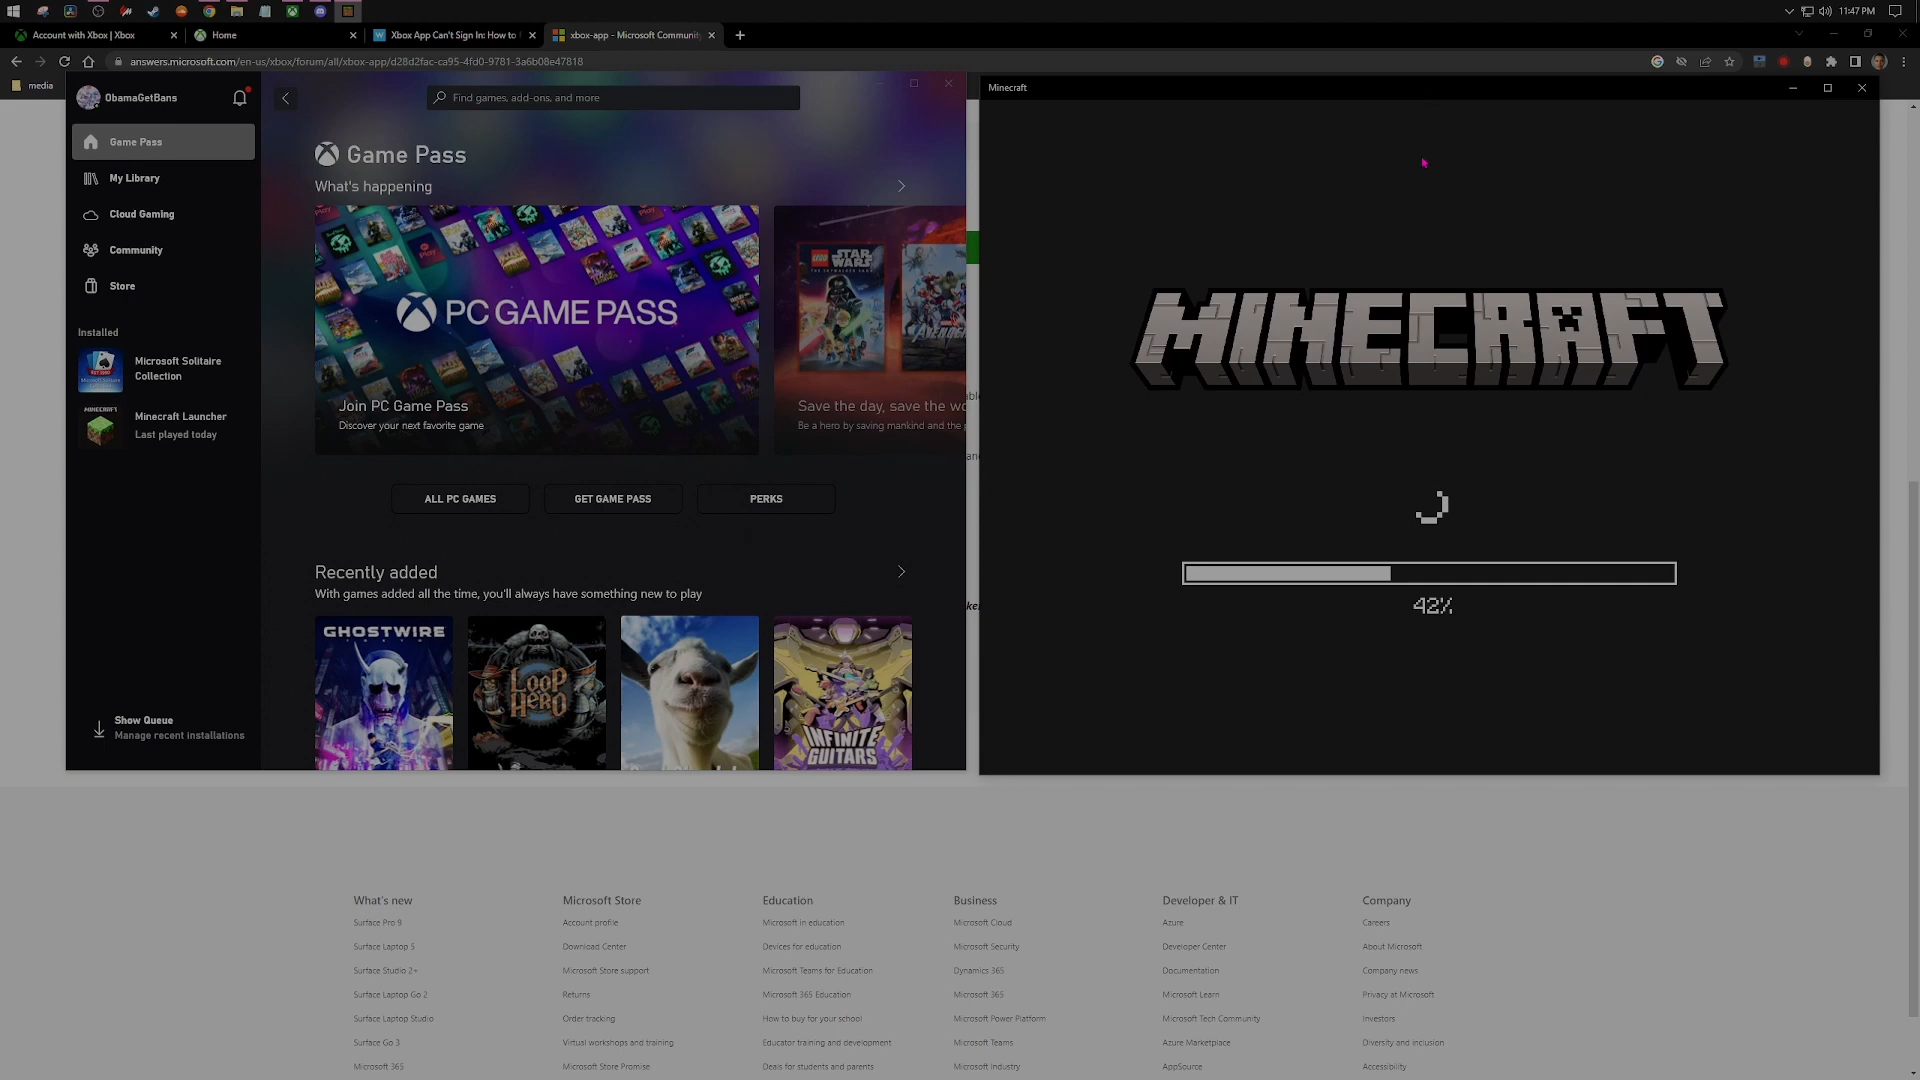 11:47 PM
Account with Xbox | Xbox
Home
Xbox App Can't Sign In: How to
xbox-app - Microsoft Community
answers.microsoft.com/en-us/xbox/forum/all/xbox-app/d28d2fac-ca95-4fd0-9781-3a6b08e47818
media
ObamaGetBans
Game Pass
My Library
Cloud Gaming
Community
Store
Installed
Microsoft Solitaire
Collection
MINECRAFT
Minecraft Launcher
Last played today
Show Queue
Manage recent installations
Find games, add-ons, and more
Game Pass
What's happening
PC GAME PASS
Join PC Game Pass
Discover your next favorite game
LEGO STAR
WARS
AVENGERS
Save the day, save the wo
Be a hero by saving mankind and the p
ALL PC GAMES
GET GAME PASS
PERKS
Recently added
With games added all the time, you'll always have something new to play
GHOSTWIRE
LOOP
HERO
INFINITE
GUITARS
Minecraft
MINECRAFT
42%
What's new
Surface Pro 9
Surface Laptop 5
Surface Studio 2+
Surface Laptop Go 2
Surface Laptop Studio
Surface Go 3
Microsoft 365
Microsoft Store
Account profile
Download Center
Microsoft Store support
Returns
Order tracking
Virtual workshops and training
Microsoft Store Promise
Education
Microsoft in education
Devices for education
Microsoft Teams for Education
Microsoft 365 Education
How to buy for your school
Educator training and development
Deals for students and parents
Business
Microsoft Cloud
Microsoft Security
Dynamics 365
Microsoft 365
Microsoft Power Platform
Microsoft Teams
Microsoft Industry
Developer & IT
Azure
Developer Center
Documentation
Microsoft Learn
Microsoft Tech Community
Azure Marketplace
AppSource
Company
Careers
About Microsoft
Company news
Privacy at Microsoft
Investors
Diversity and inclusion
Accessibility